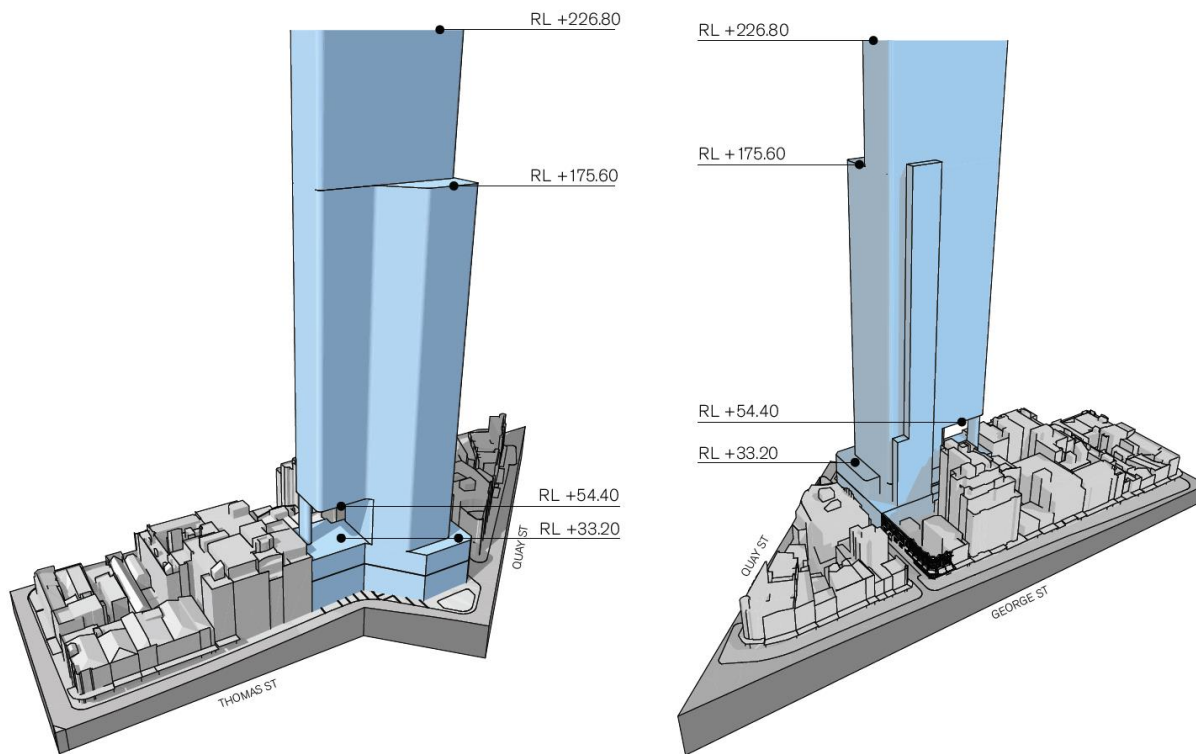 RL +226.80
RL +175.60
RL +54.40
RL +33.20
QUAY ST
THOMAS ST
RL +226.80
RL +175.60
RL +54.40
RL +33.20
QUAY ST
GEORGE ST